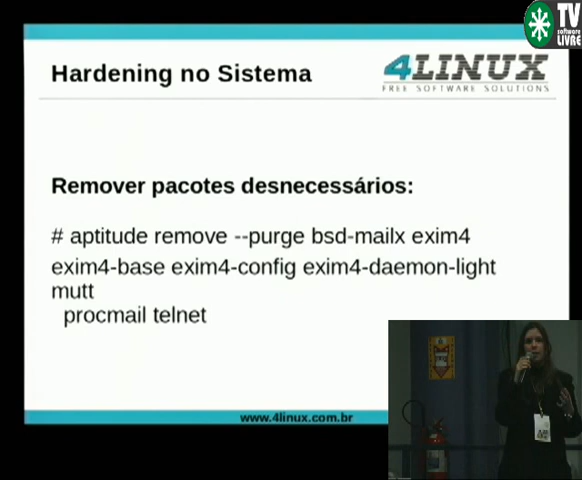 TV
software
LIVRE
Hardening no Sistema
4LINUX
FREE SOFTWARE SOLUTIONS
Remover pacotes desnecessários:
# aptitude remove --purge bsd-mailx exim4
exim4-base exim4-config exim4-daemon-light
mutt
procmail telnet
www.4linux.com.br